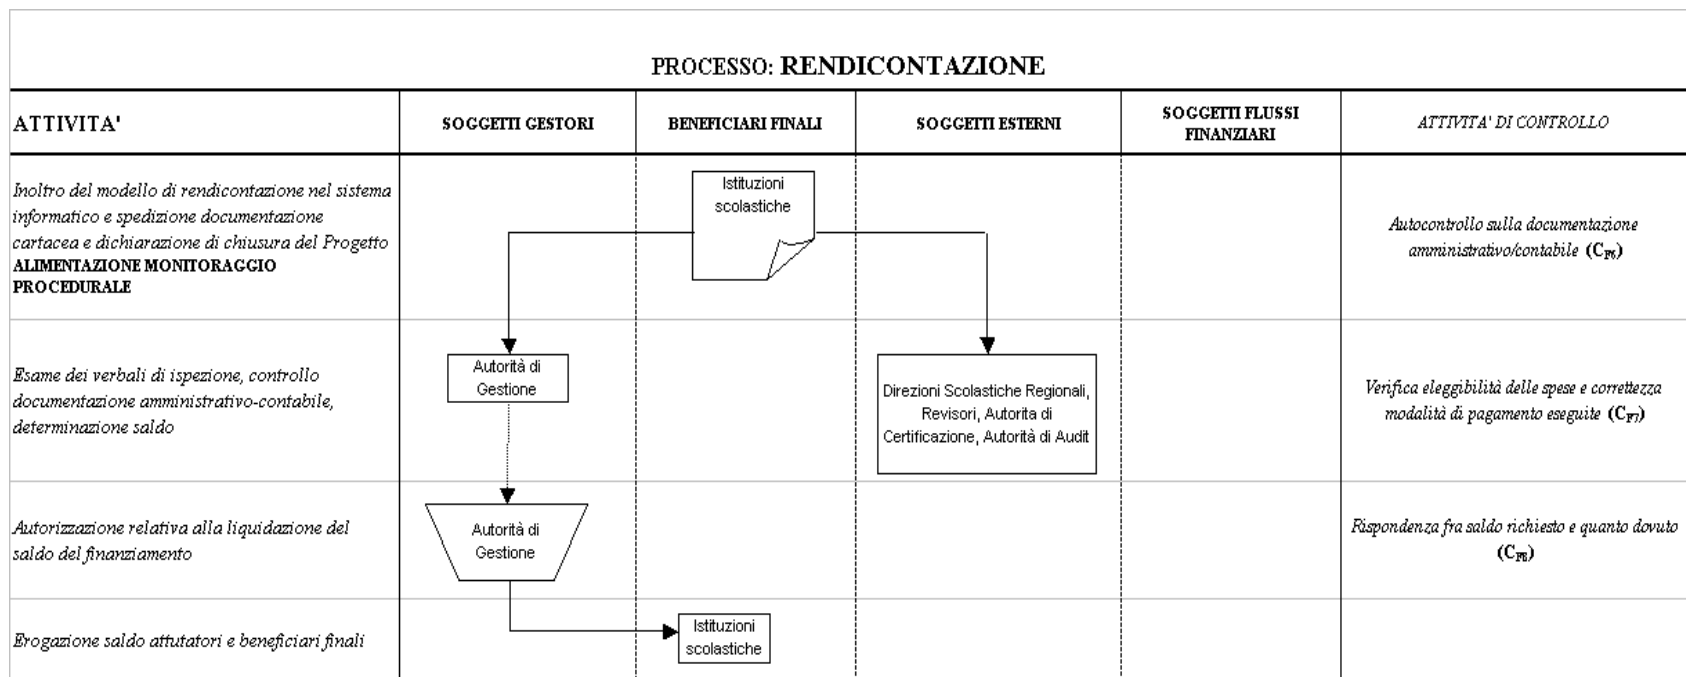 PROCESSO: RENDICONTAZIONE
ATTIVITA'
SOGGETTI GESTORI
BENEFICIARI FINALI
SOGGETTI ESTERNI
SOGGETTI FLUSSI
FINANZIARI
ATTIVITA' DI CONTROLLO
Inoltro del modello di rendicontazione nel sistema
informatico e spedizione documentazione
cartacea e dichiarazione di chiusura del Progetto
ALIMENTAZIONE MONITORAGGIO
PROCEDURALE
Istituzioni
scolastiche
Autocontrollo sulla documentazione
amministrativo/contabile (CF6)
Esame dei verbali di ispezione, controllo
documentazione amministrativo-contabile,
determinazione saldo
Autorità di
Gestione
Direzioni Scolastiche Regionali,
Revisori, Autorita di
Certificazione, Autorità di Audit
Verifica eleggibilità delle spese e correttezza
modalità di pagamento eseguite (CF7)
Autorizzazione relativa alla liquidazione del
saldo del finanziamento
Autorità di
Gestione
Rispondenza fra saldo richiesto e quanto dovuto
(CF8)
Erogazione saldo attutatori e beneficiari finali
Istituzioni
scolastiche